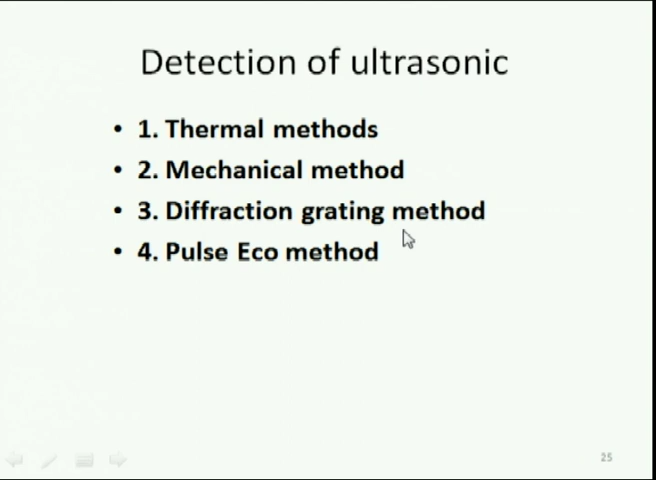 Detection of ultrasonic
• 1. Thermal methods
• 2. Mechanical method
• 3. Diffraction grating method
• 4. Pulse Eco method
25